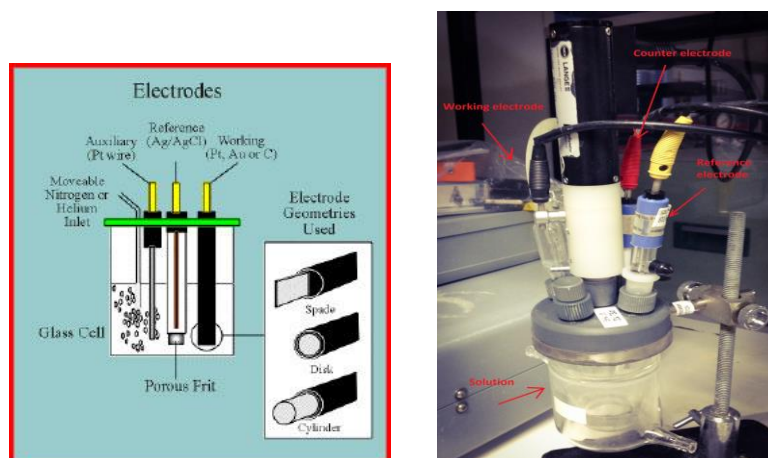 Electrodes
Reference
(Ag/AgCl)
Auxiliary
(Pt wire)
Working
(Pt, Au or C)
Moveable
Nitrogen or
Helium
Inlet
Electrode
Geometries
Used
Spade
Glass Cell
Disk
Porous Frit
Cylinder
Counter electrode
Working electrode
LANGE
Reference
electrode
Solution